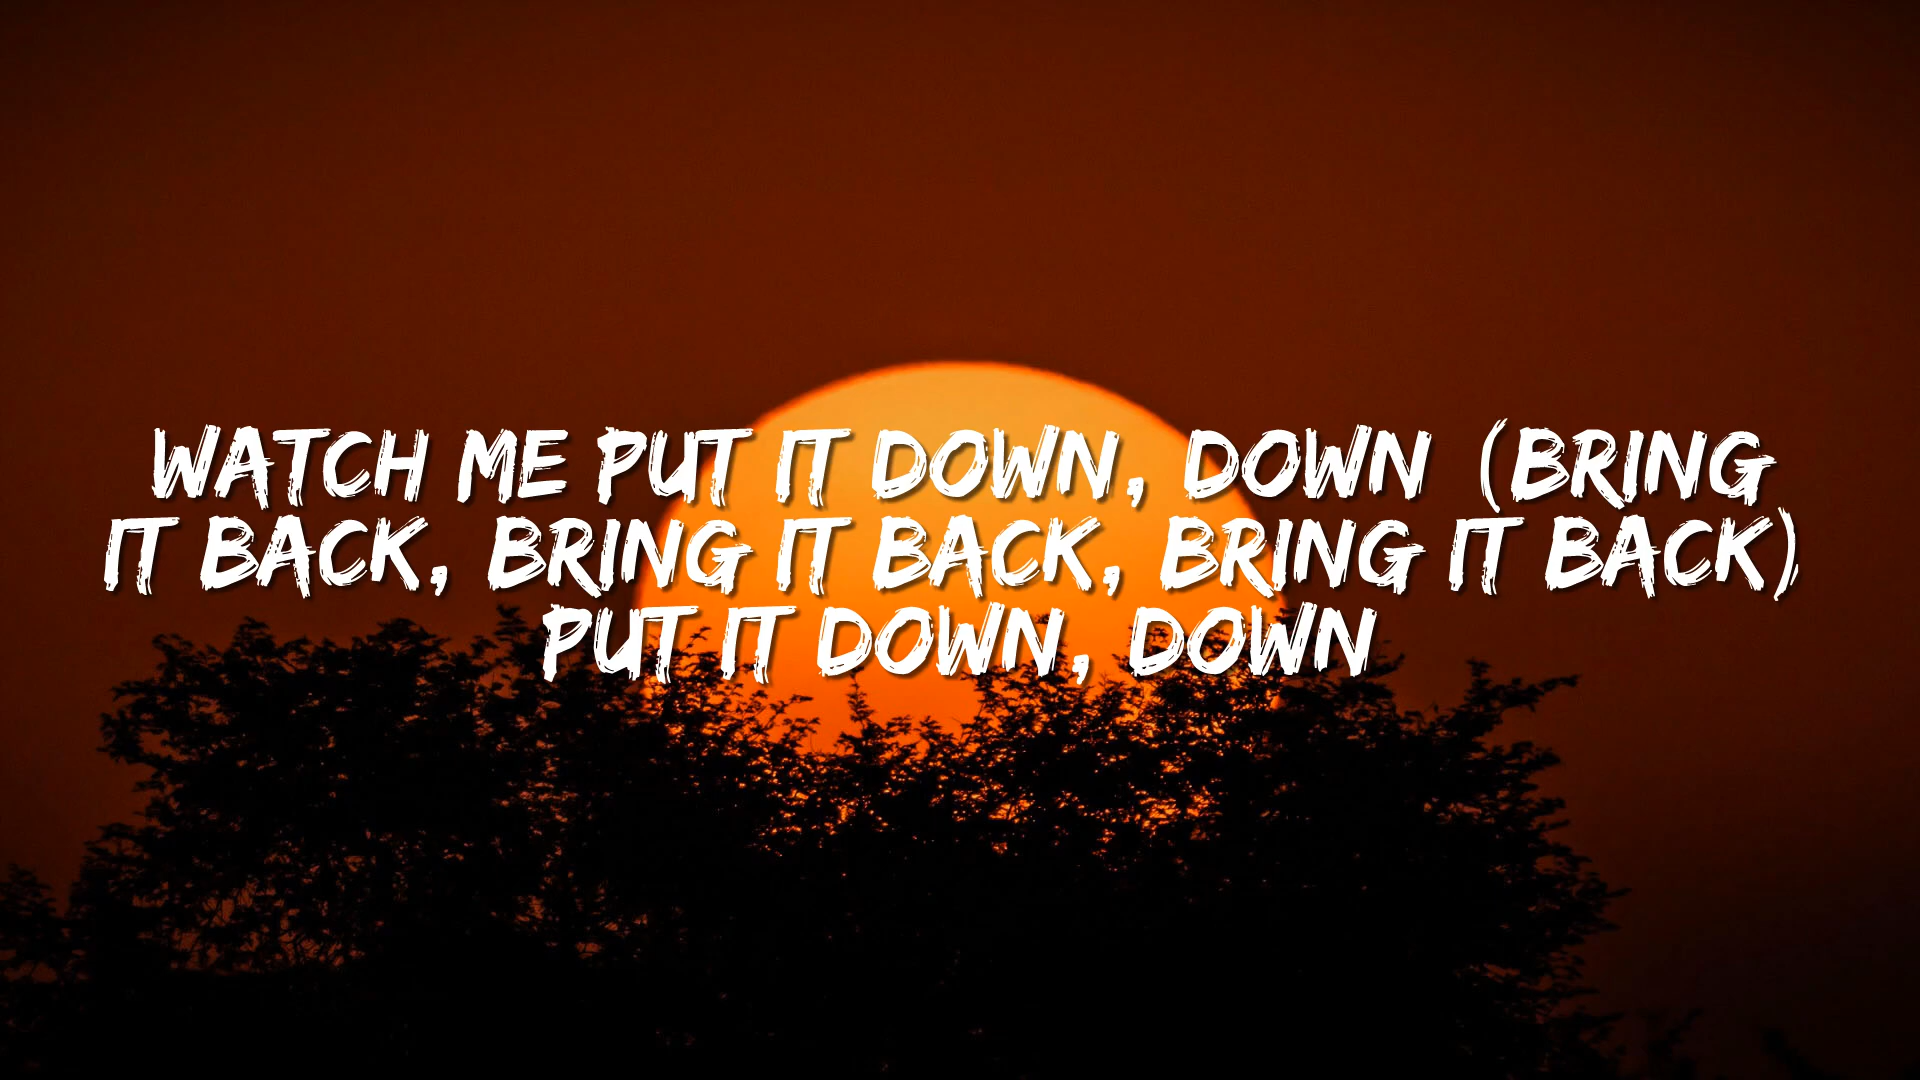 WATCH ME PUT IT DOWN, DOWN (BRING
IT BACK, BRING IT BACK, BRING IT BACK)
PUT IT DOWN, DOWN